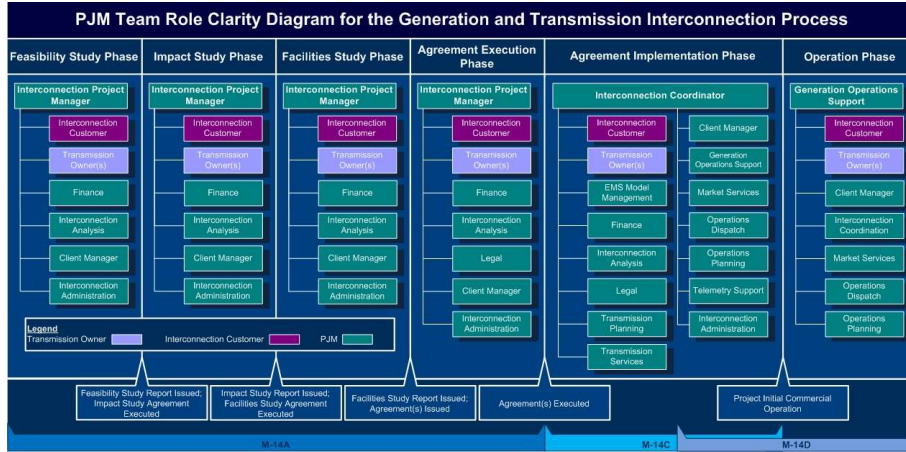 PJM Team Role Clarity Diagram for the Generation and Transmission Interconnection Process
Feasibility Study Phase
Interconnection Project
Manager
Interconnection
Customer
Transmission
Owner(s)
Finance
Interconnection
Analysis
Client Manager
Interconnection
Administration
Impact Study Phase
Interconnection Project
Manager
Interconnection
Customer
Transmission
Owner(s)
Finance
Interconnection
Analysis
Client Manager
Interconnection
Administration
Facilities Study Phase
Interconnection Project
Manager
Interconnection
Customer
Transmission
Owner(s)
Finance
Interconnection
Analysis
Client Manager
Interconnection
Administration
Agreement Execution
Phase
Interconnection Project
Manager
Interconnection
Customer
Transmission
Owner(s)
Finance
Interconnection
Analysis
Legal
Client Manager
Interconnection
Administration
Agreement Implementation Phase
Interconnection Coordinator
Interconnection
Customer
Transmission
Owner(s)
EMS Model
Management
Finance
Interconnection
Analysis
Legal
Transmission
Planning
Transmission
Services
Client Manager
Generation
Operations Support
Market Services
Operations
Dispatch
Operations
Planning
Telemetry Support
Interconnection
Administration
Operation Phase
Generation Operations
Support
Interconnection
Customer
Transmission
Owner(s)
Client Manager
Interconnection
Coordination
Market Services
Operations
Dispatch
Operations
Planning
Legend
Transmission Owner
Interconnection Customer
PJM
Feasibility Study Report Issued;
Impact Study Agreement
Executed
Impact Study Report Issued;
Facilities Study Agreement
Executed
Facilities Study Report Issued;
Agreement(s) Issued
Agreement(s) Executed
Project Initial Commercial
Operation
M-14A
M-14C
M-14D